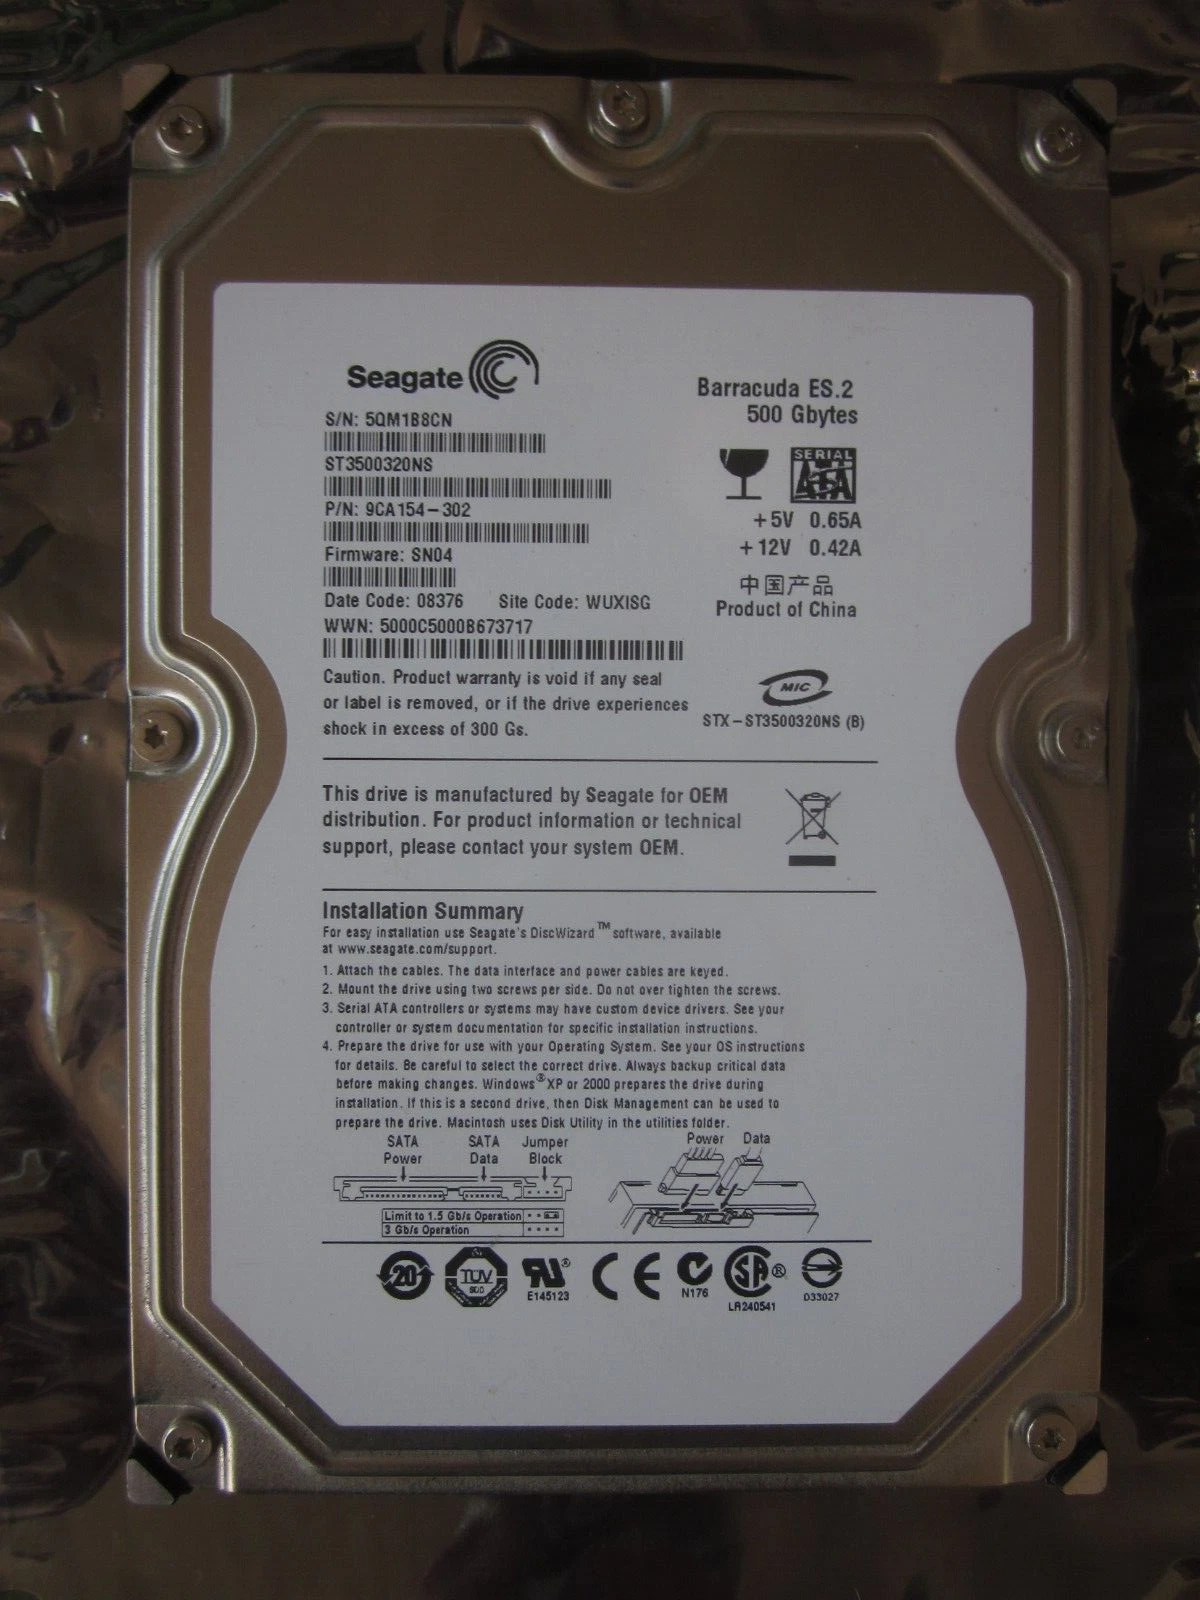 Seagate
S/N: 5QM1B8CN
ST3500320NS
P/N: 9CA154-302
Firmware: SN04
Date Code: 08376 Site Code: WUXISG
WWN: 5000C5000B673717
Caution. Product warranty is void if any seal
or label is removed, or if the drive experiences
shock in excess of 300 Gs.
Barracuda ES.2
500 Gbytes
SERIAL
ATA
+5V 0.65A
+12V 0.42A
中国产品
Product of China
MIC
STX-ST3500320NS (B)
This drive is manufactured by Seagate for OEM
distribution. For product information or technical
support, please contact your system OEM.
Installation Summary
For easy installation use Seagate's DiscWizard™ software, available
at www.seagate.com/support.
1. Attach the cables. The data interface and power cables are keyed.
2. Mount the drive using two screws per side. Do not over tighten the screws.
3. Serial ATA controllers or systems may have custom device drivers. See your
controller or system documentation for specific installation instructions.
4. Prepare the drive for use with your Operating System. See your OS instructions
for details. Be careful to select the correct drive. Always backup critical data
before making changes. Windows® XP or 2000 prepares the drive during
installation. If this is a second drive, then Disk Management can be used to
prepare the drive. Macintosh uses Disk Utility in the utilities folder.
SATA Power
SATA Data
Jumper Block
Power Data
Limit to 1.5 Gb/s Operation
3 Gb/s Operation
20
TÜV
E145123
CE
N176
SA®
LR240541
D33027